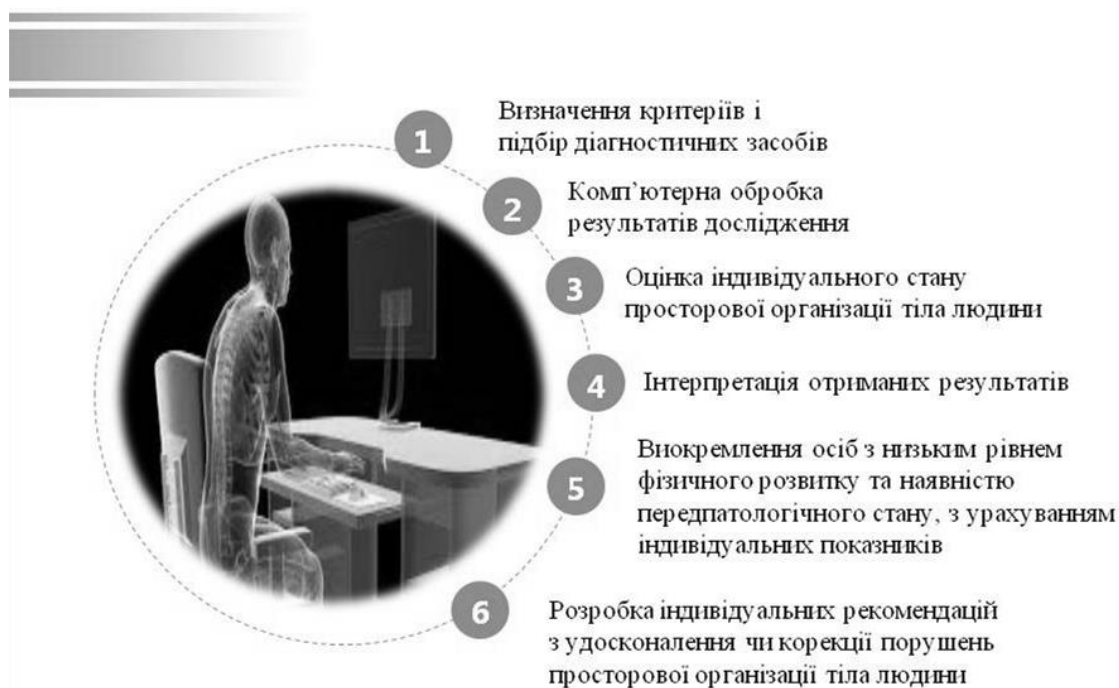 1
Визначення критеріїв і
підбір діагностичних засобів
2
Комп’ютерна обробка
результатів дослідження
3
Оцінка індивідуального стану
просторової організації тіла людини
4
Інтерпретація отриманих результатів
5
Виокремлення осіб з низьким рівнем
фізичного розвитку та наявністю
передпатологічного стану, з урахуванням
індивідуальних показників
6
Розробка індивідуальних рекомендацій
з удосконалення чи корекції порушень
просторової організації тіла людини